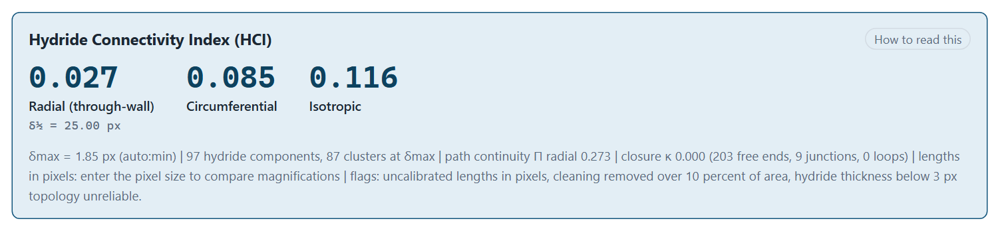 Hydride Connectivity Index (HCI)
How to read this
0.027 0.085 0.116
Radial (through-wall) Circumferential Isotropic
δ½ = 25.00 px
δmax = 1.85 px (auto:min) | 97 hydride components, 87 clusters at δmax | path continuity Π radial 0.273 | closure κ 0.000 (203 free ends, 9 junctions, 0 loops) | lengths
in pixels: enter the pixel size to compare magnifications | flags: uncalibrated lengths in pixels, cleaning removed over 10 percent of area, hydride thickness below 3 px
topology unreliable.